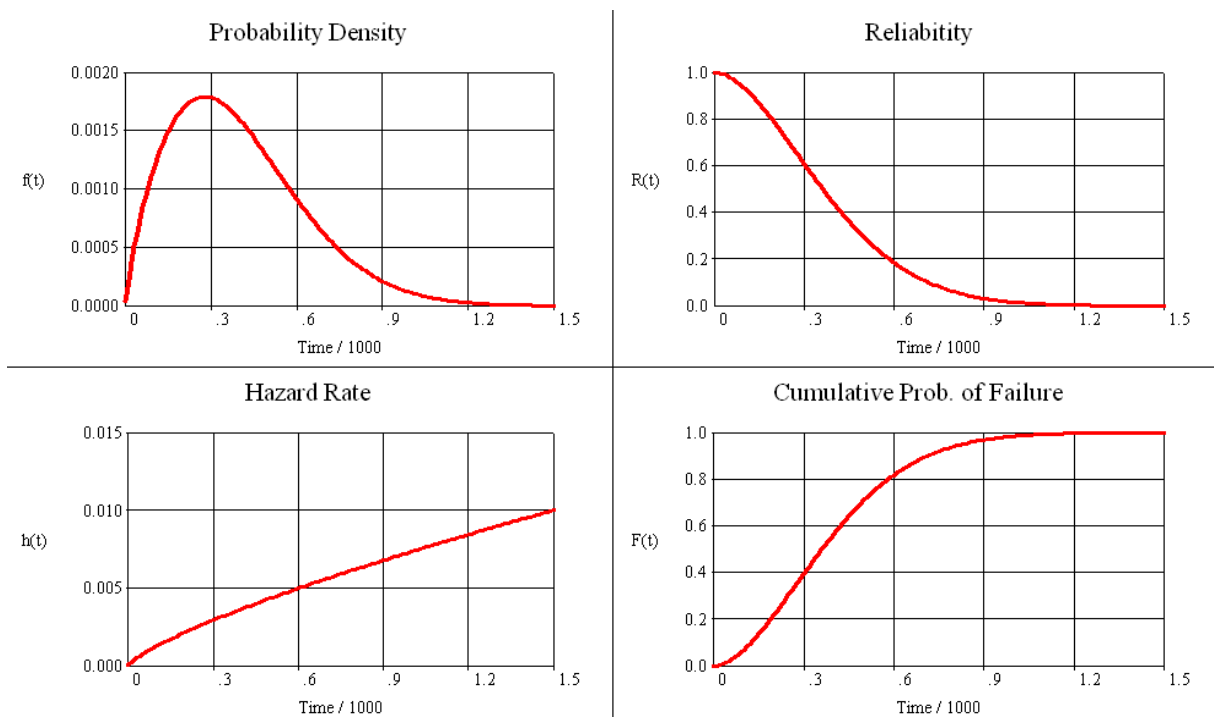 Probability Density
0.0020
0.0015
f(t)
0.0010
0.0005
0.0000
0 .3 .6 .9 1.2 1.5
Time / 1000
Reliabitity
1.0
0.8
0.6
R(t)
0.4
0.2
0.0
0 .3 .6 .9 1.2 1.5
Time / 1000
Hazard Rate
0.015
0.010
h(t)
0.005
0.000
0 .3 .6 .9 1.2 1.5
Time / 1000
Cumulative Prob. of Failure
1.0
0.8
0.6
F(t)
0.4
0.2
0.0
0 .3 .6 .9 1.2 1.5
Time / 1000